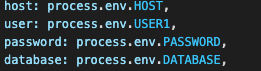 host: process.env.HOST,
user: process.env.USER1,
password: process.env.PASSWORD,
database: process.env.DATABASE,